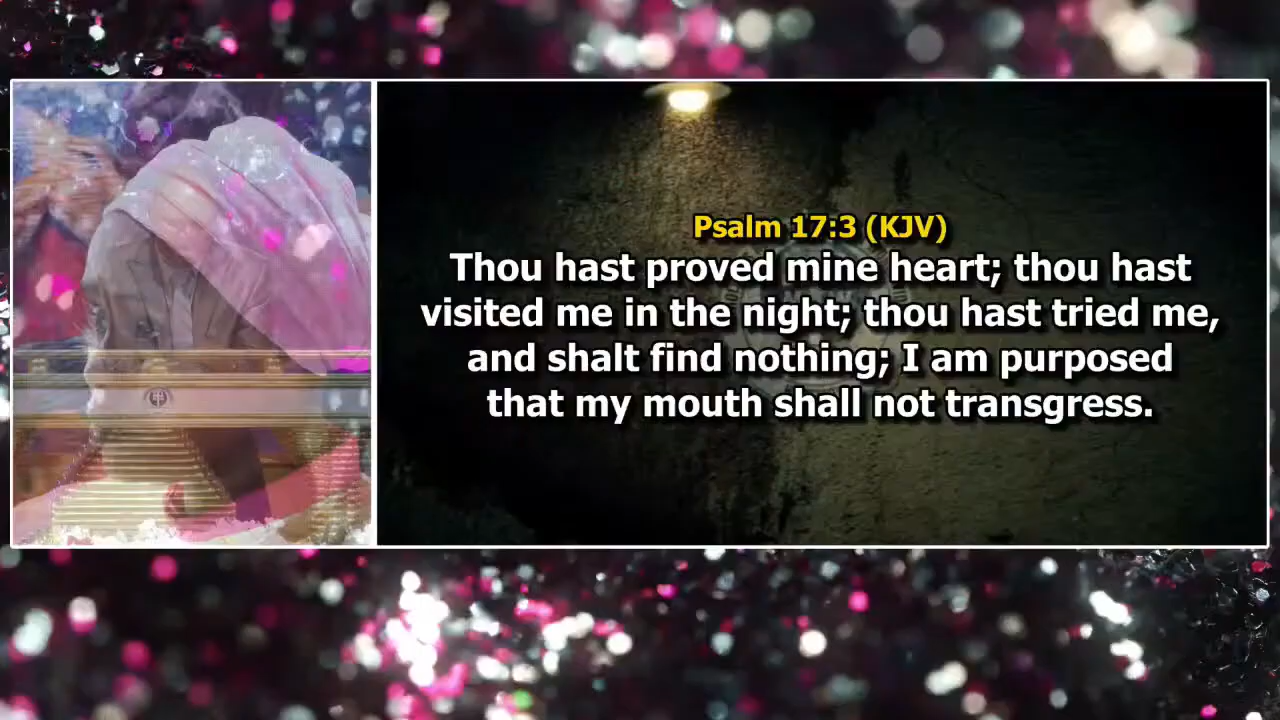 Psalm 17:3 (KJV)
Thou hast proved mine heart; thou hast
visited me in the night; thou hast tried me,
and shalt find nothing; I am purposed
that my mouth shall not transgress.